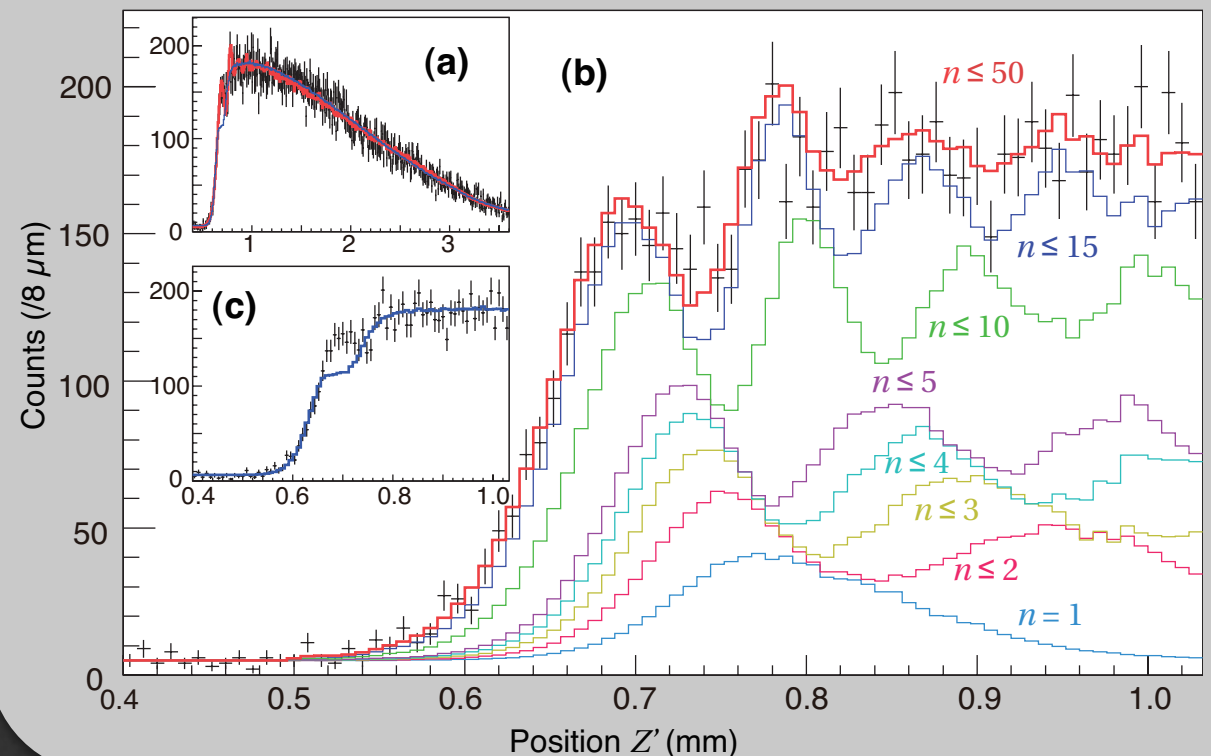 (a)
200
100
0
1 2 3
(c)
200
100
0
0.4 0.6 0.8 1.0
(b)
n ≤ 50
n ≤ 15
n ≤ 10
n ≤ 5
n ≤ 4
n ≤ 3
n ≤ 2
n = 1
Counts (/8 μm)
200
150
100
50
0
0.4 0.5 0.6 0.7 0.8 0.9 1.0
Position Z' (mm)